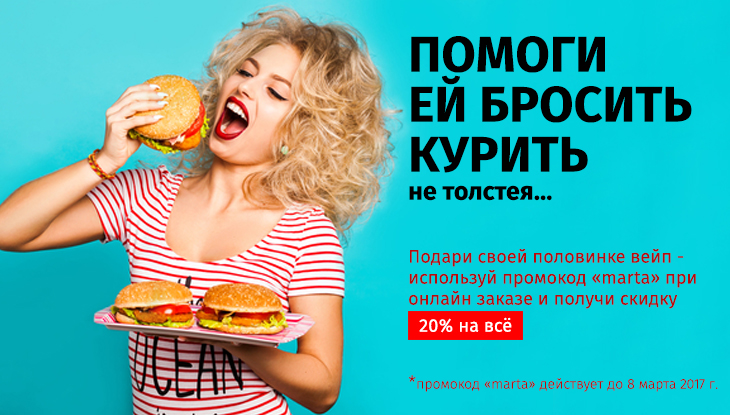 ПОМОГИ
ЕЙ БРОСИТЬ
КУРИТЬ
не толстея...
Подари своей половинке вейп -
используй промокод «marta» при
онлайн заказе и получи скидку
20% на всё
*промокод «marta» действует до 8 марта 2017 г.
OCEAN